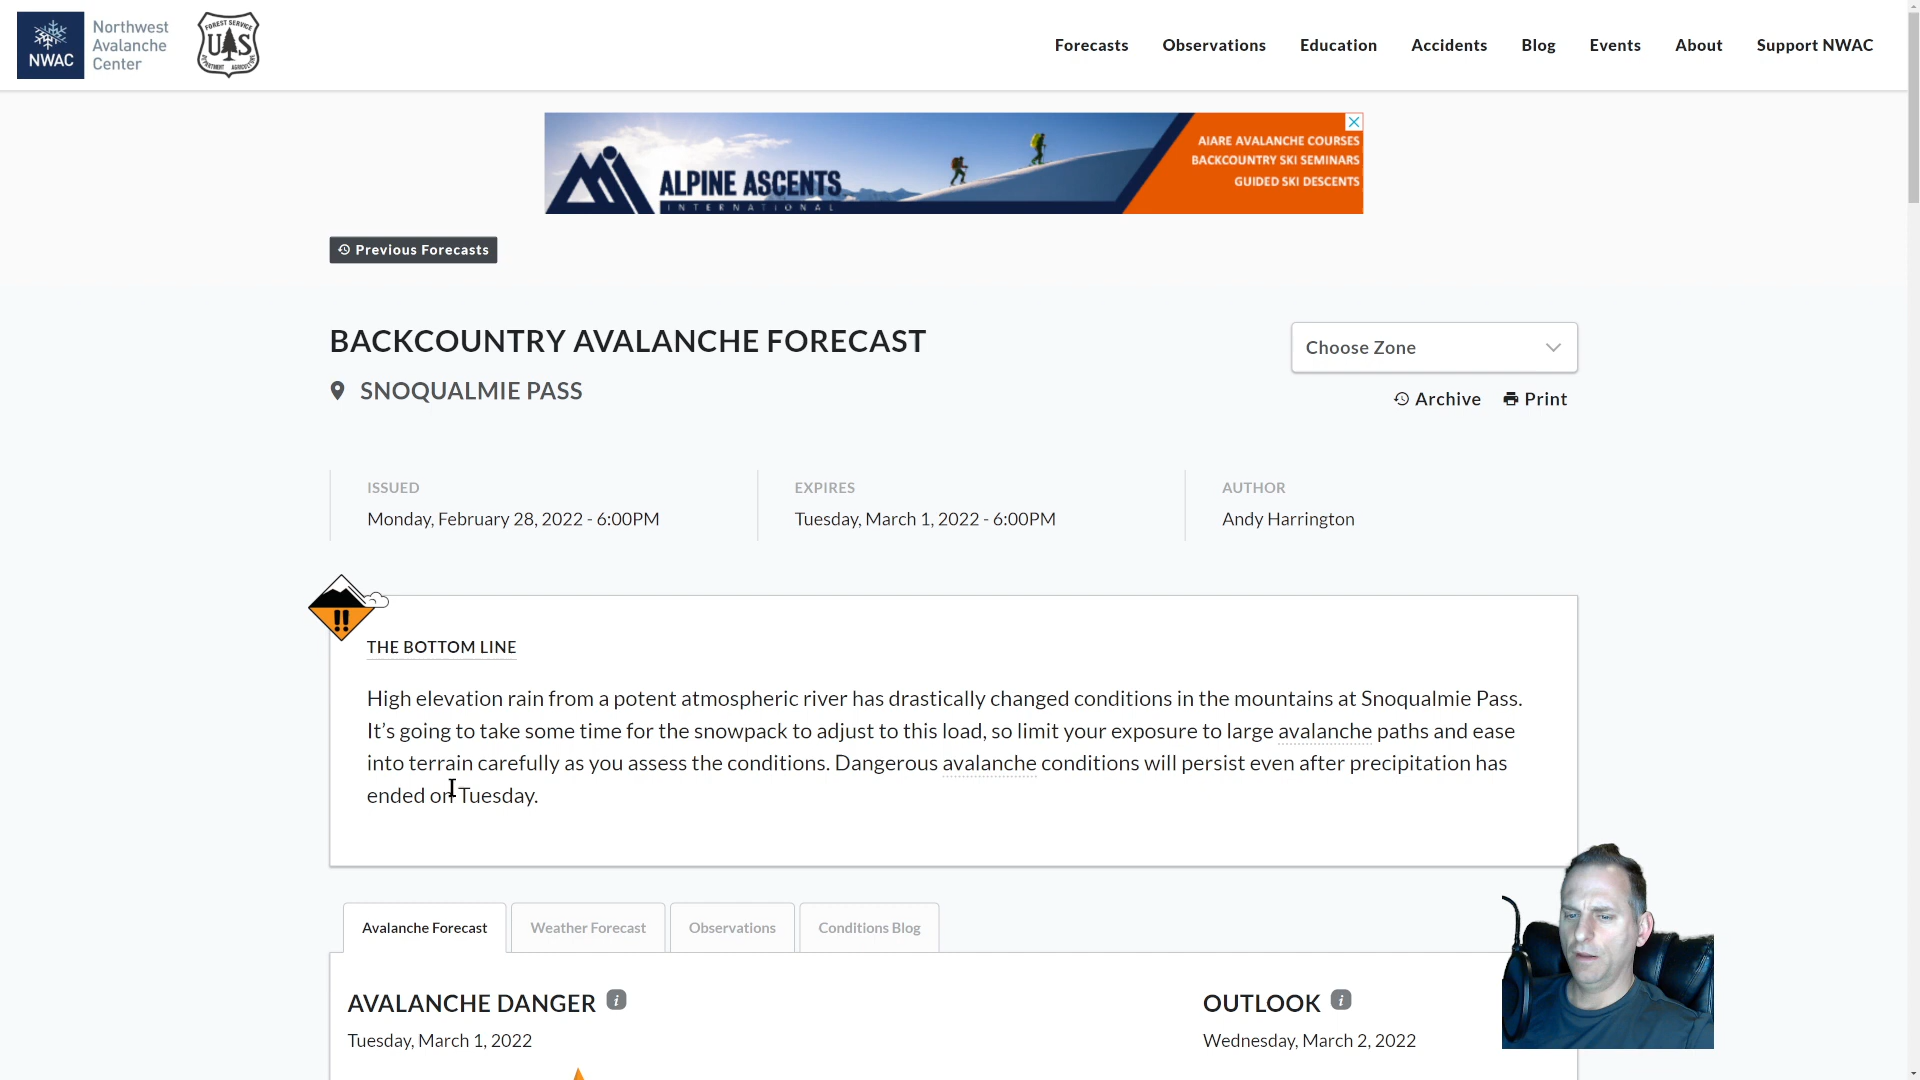 NWAC
Northwest
Avalanche
Center
FOREST SERVICE
UAS
DEPARTMENT OF AGRICULTURE
Forecasts
Observations
Education
Accidents
Blog
Events
About
Support NWAC
ALPINE ASCENTS
INTERNATIONAL
AIARE AVALANCHE COURSES
BACKCOUNTRY SKI SEMINARS
GUIDED SKI DESCENTS
Previous Forecasts
BACKCOUNTRY AVALANCHE FORECAST
SNOQUALMIE PASS
Choose Zone
Archive
Print
ISSUED
Monday, February 28, 2022 - 6:00PM
EXPIRES
Tuesday, March 1, 2022 - 6:00PM
AUTHOR
Andy Harrington
!!
THE BOTTOM LINE
High elevation rain from a potent atmospheric river has drastically changed conditions in the mountains at Snoqualmie Pass.
It’s going to take some time for the snowpack to adjust to this load, so limit your exposure to large avalanche paths and ease
into terrain carefully as you assess the conditions. Dangerous avalanche conditions will persist even after precipitation has
ended on Tuesday.
Avalanche Forecast
Weather Forecast
Observations
Conditions Blog
AVALANCHE DANGER i
Tuesday, March 1, 2022
OUTLOOK i
Wednesday, March 2, 2022